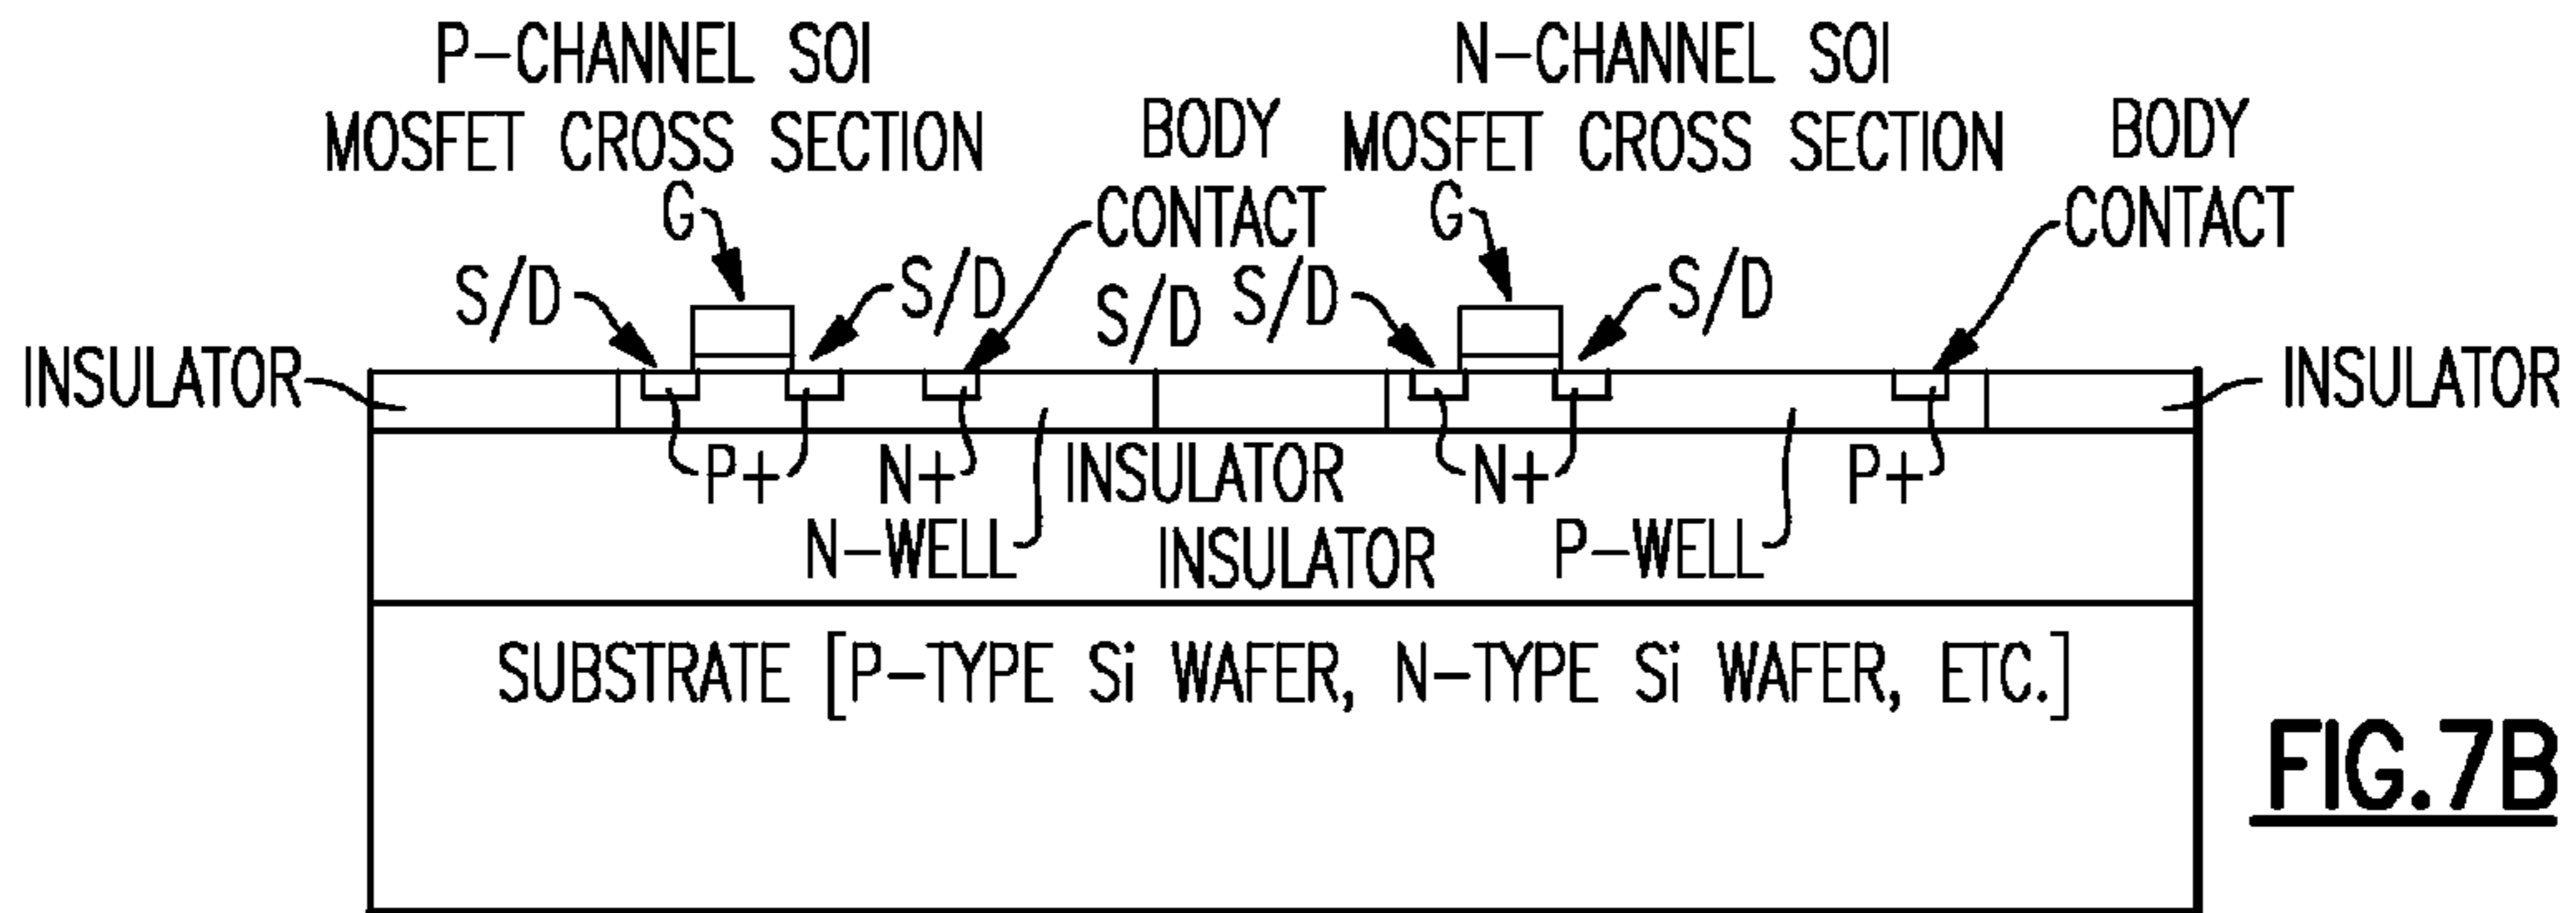 P-CHANNEL SOI
MOSFET CROSS SECTION
N-CHANNEL SOI
MOSFET CROSS SECTION
BODY
CONTACT
BODY
CONTACT
G
G
S/D
S/D
S/D
S/D
S/D
INSULATOR
INSULATOR
P+
N+
INSULATOR
N+
P+
N-WELL
INSULATOR
P-WELL
SUBSTRATE [P-TYPE Si WAFER, N-TYPE Si WAFER, ETC.]
FIG.7B